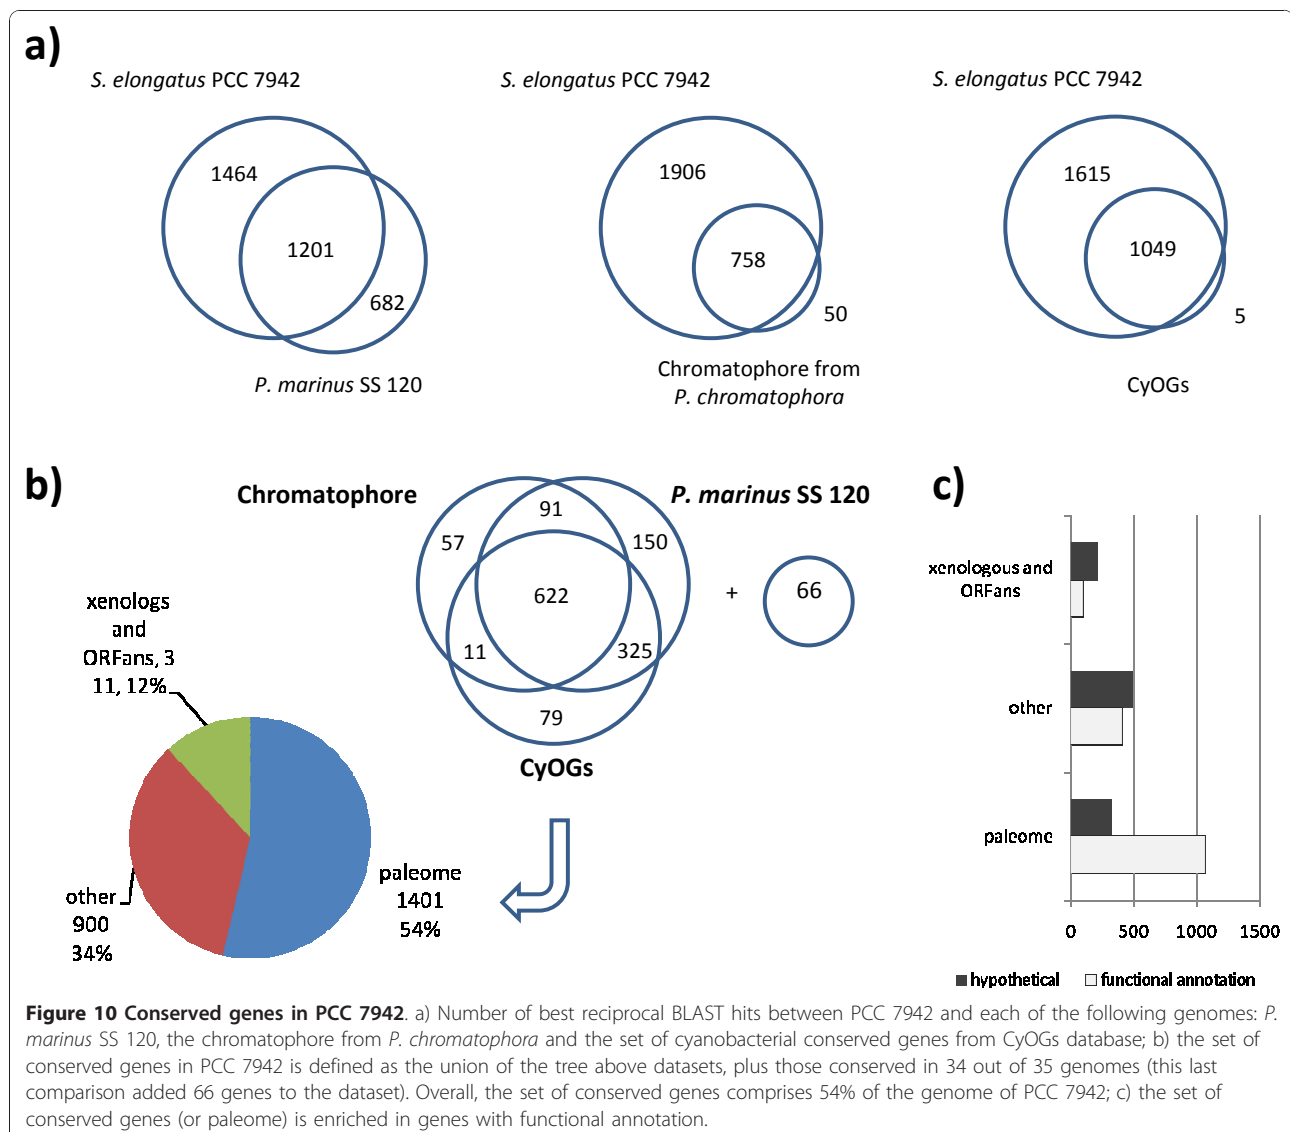 a)
S. elongatus PCC 7942
1464
1201
682
P. marinus SS 120
S. elongatus PCC 7942
1906
758
50
Chromatophore from
P. chromatophora
S. elongatus PCC 7942
1615
1049
5
CyOGs
b)
Chromatophore
P. marinus SS 120
91
57
150
622
11
325
79
CyOGs
+
66
xenologs
and
ORFans, 3
11, 12%
other
900
34%
paleome
1401
54%
c)
xenologous and
ORFans
other
paleome
0 500 1000 1500
hypothetical functional annotation
Figure 10 Conserved genes in PCC 7942. a) Number of best reciprocal BLAST hits between PCC 7942 and each of the following genomes: P.
marinus SS 120, the chromatophore from P. chromatophora and the set of cyanobacterial conserved genes from CyOGs database; b) the set of
conserved genes in PCC 7942 is defined as the union of the tree above datasets, plus those conserved in 34 out of 35 genomes (this last
comparison added 66 genes to the dataset). Overall, the set of conserved genes comprises 54% of the genome of PCC 7942; c) the set of
conserved genes (or paleome) is enriched in genes with functional annotation.